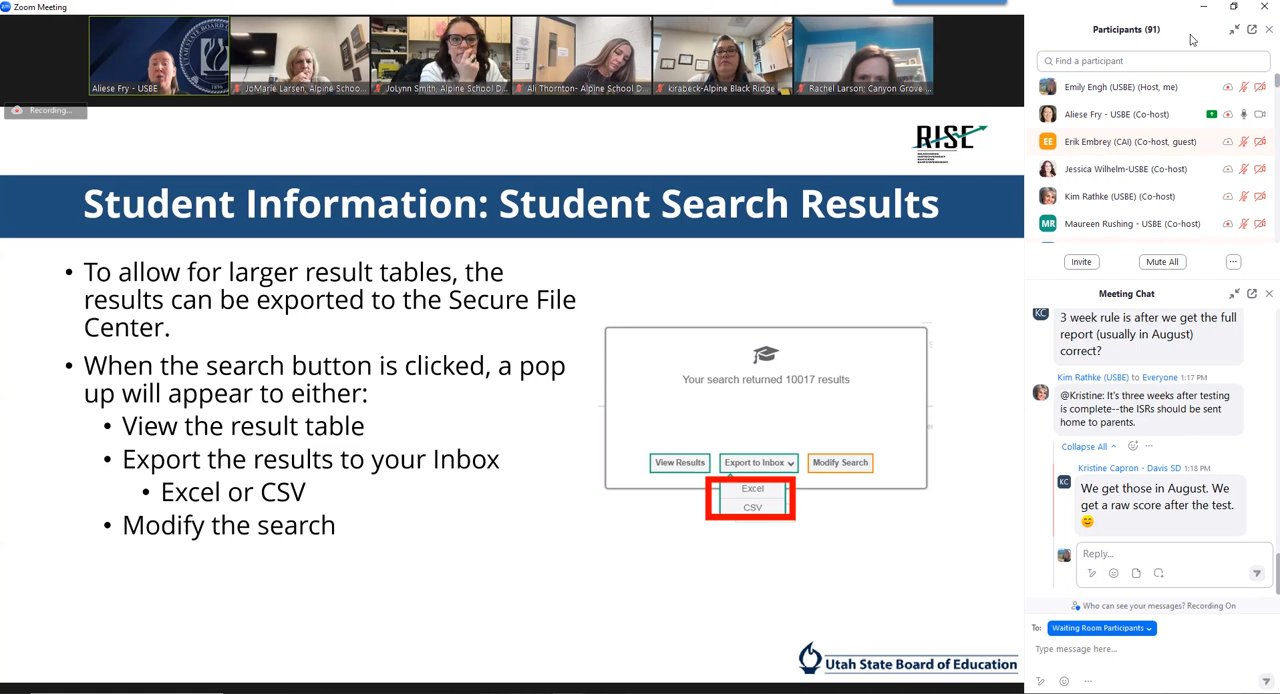 Zoom Meeting
Aliese Fry - USBE
JoMarie Larsen, Alpine Schoo...
JoLynn Smith, Alpine School D...
Ali Thornton- Alpine School D...
kirabeck-Alpine Black Ridge
Rachel Larson: Canyon Grove ...
Recording...
RISE
Student Information: Student Search Results
• To allow for larger result tables, the
results can be exported to the Secure File
Center.
• When the search button is clicked, a pop
up will appear to either:
• View the result table
• Export the results to your Inbox
• Excel or CSV
• Modify the search
Your search returned 10017 results
View Results
Export to Inbox
Modify Search
Excel
CSV
Utah State Board of Education
Participants (91)
Find a participant
Emily Engh (USBE) (Host, me)
Aliese Fry - USBE (Co-host)
EE
Erik Embrey (CAI) (Co-host, guest)
Jessica Wilhelm-USBE (Co-host)
Kim Rathke (USBE) (Co-host)
MR
Maureen Rushing - USBE (Co-host)
Invite
Mute All
...
Meeting Chat
KC
3 week rule is after we get the full
report (usually in August)
correct?
Kim Rathke (USBE) to Everyone 1:17 PM
@Kristine: It's three weeks after testing
is complete--the ISRs should be sent
home to parents.
Collapse All
Kristine Capron - Davis SD 1:18 PM
KC
We get those in August. We
get a raw score after the test.
Reply...
Who can see your messages? Recording On
To: Waiting Room Participants
Type message here...